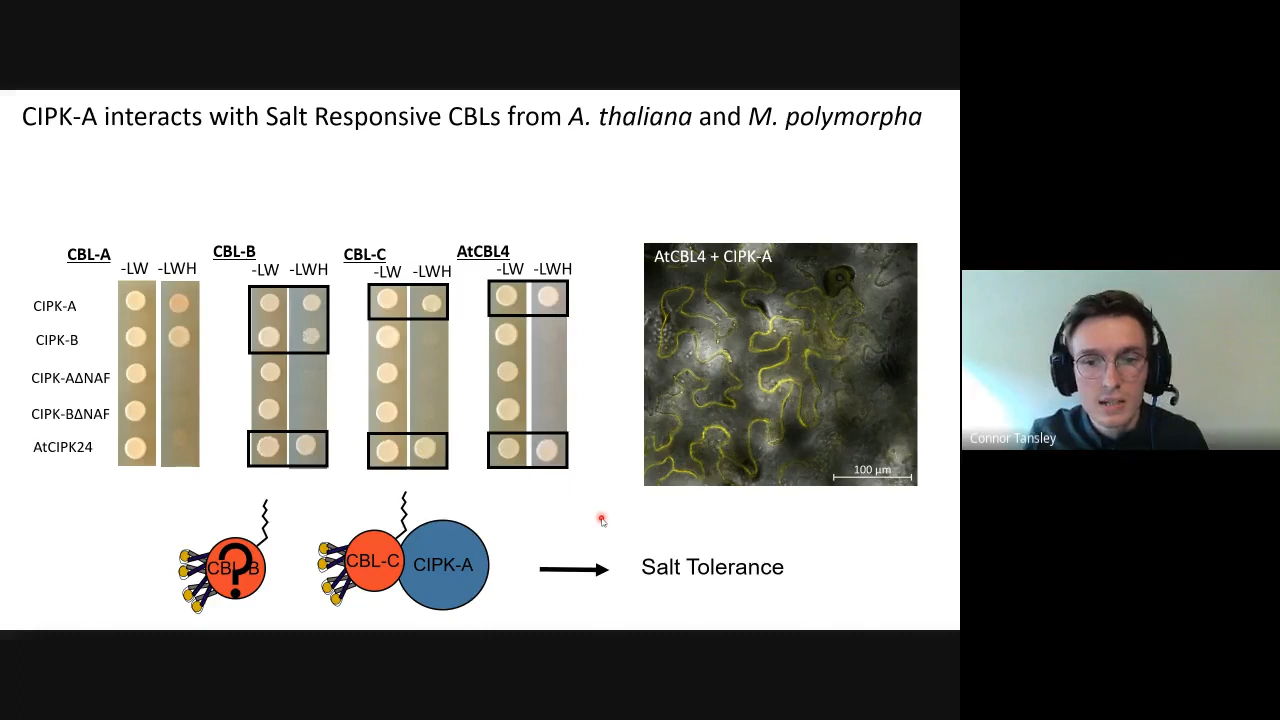 CIPK-A interacts with Salt Responsive CBLs from A. thaliana and M. polymorpha
CBL-A
CBL-B
CBL-C
AtCBL4
-LW -LWH
-LW -LWH
-LW -LWH
-LW -LWH
CIPK-A
CIPK-B
CIPK-AΔNAF
CIPK-BΔNAF
AtCIPK24
AtCBL4 + CIPK-A
100 µm
CBL-B
?
CBL-C
CIPK-A
Salt Tolerance
Connor Tansley